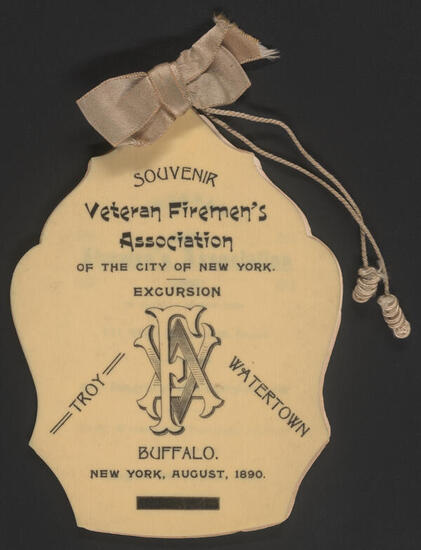 SOUVENIR
Veteran Firemen's
Association
OF THE CITY OF NEW YORK.
EXCURSION
TROY
WATERTOWN
BUFFALO.
NEW YORK, AUGUST, 1890.